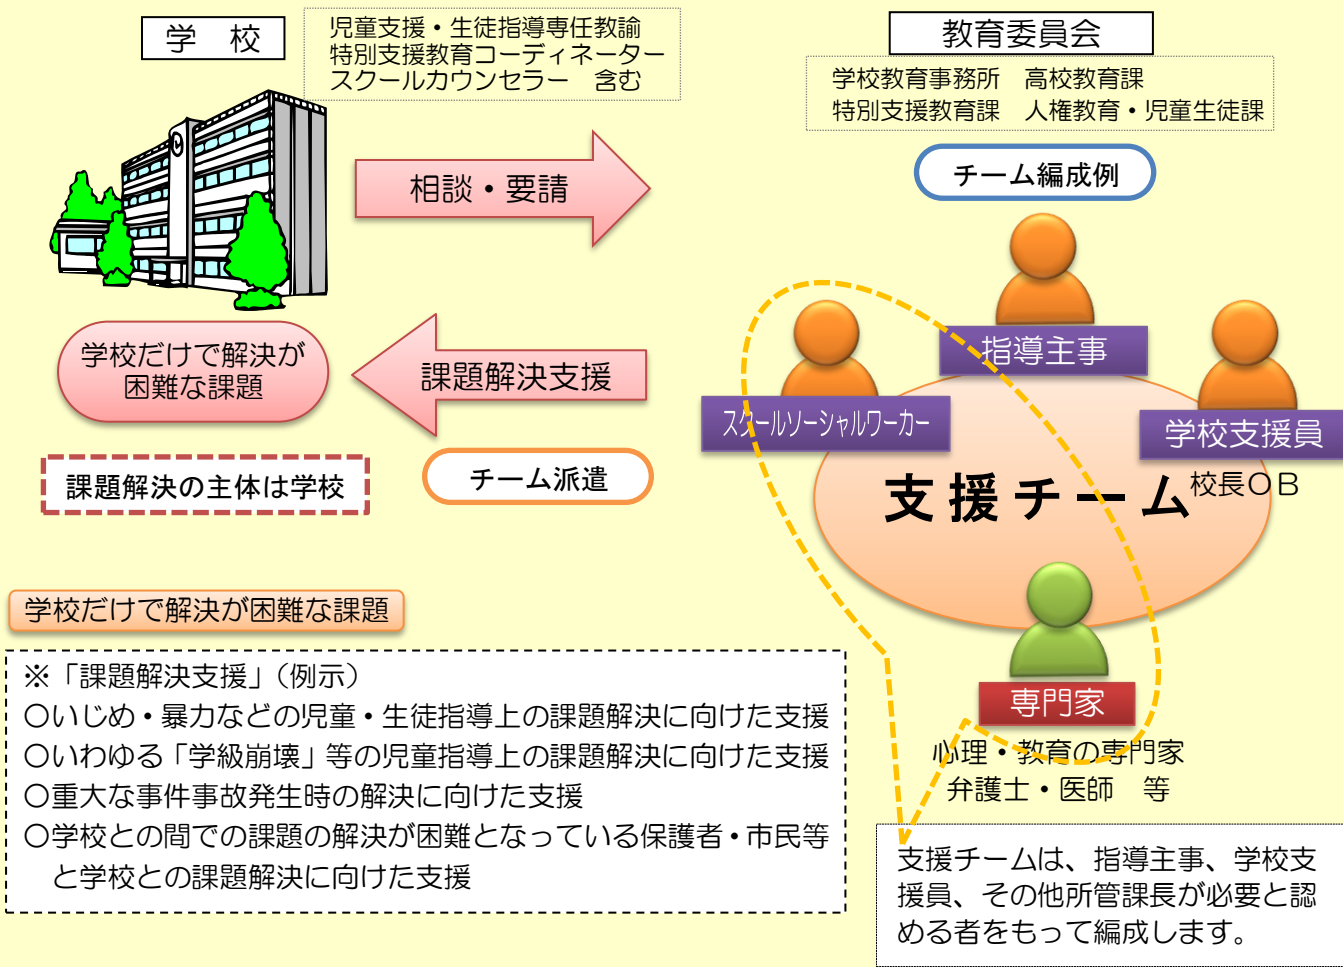 学　校
児童支援・生徒指導専任教諭
特別支援教育コーディネーター
スクールカウンセラー　含む
教育委員会
学校教育事務所　高校教育課
特別支援教育課　人権教育・児童生徒課
相談・要請
チーム編成例
指導主事
スクールソーシャルワーカー
学校支援員
校長ＯＢ
支援チーム
専門家
心理・教育の専門家
弁護士・医師　等
学校だけで解決が
困難な課題
課題解決支援
課題解決の主体は学校
チーム派遣
学校だけで解決が困難な課題
※「課題解決支援」（例示）
〇いじめ・暴力などの児童・生徒指導上の課題解決に向けた支援
〇いわゆる「学級崩壊」等の児童指導上の課題解決に向けた支援
〇重大な事件事故発生時の解決に向けた支援
〇学校との間での課題の解決が困難となっている保護者・市民等
と学校との課題解決に向けた支援
支援チームは、指導主事、学校支
援員、その他所管課長が必要と認
める者をもって編成します。